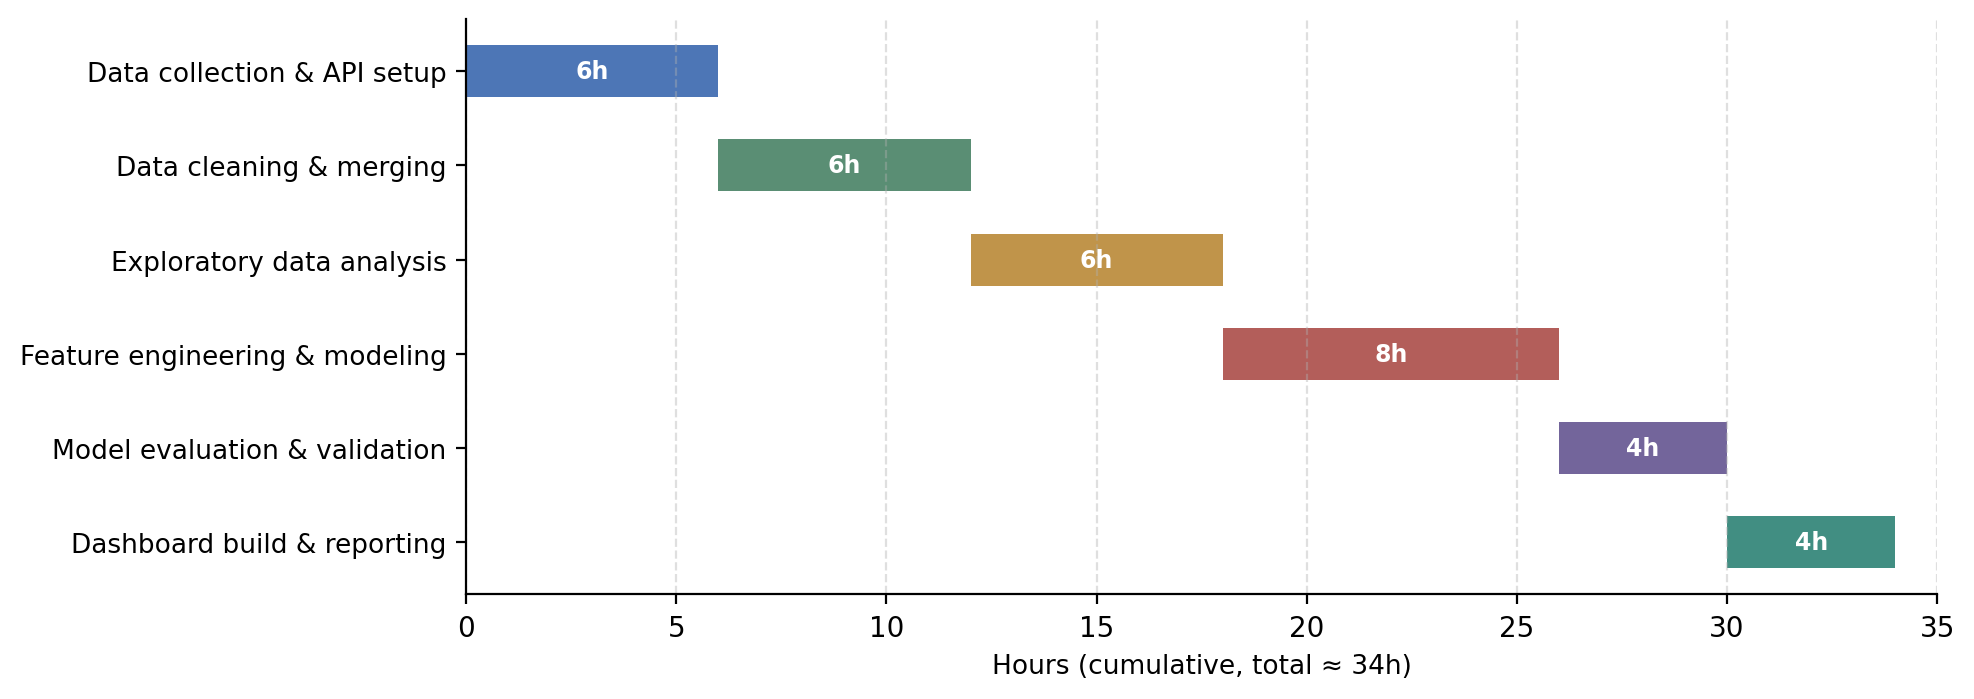 Data collection & API setup
6h
Data cleaning & merging
6h
Exploratory data analysis
6h
Feature engineering & modeling
8h
Model evaluation & validation
4h
Dashboard build & reporting
4h
0 5 10 15 20 25 30 35
Hours (cumulative, total ≈ 34h)